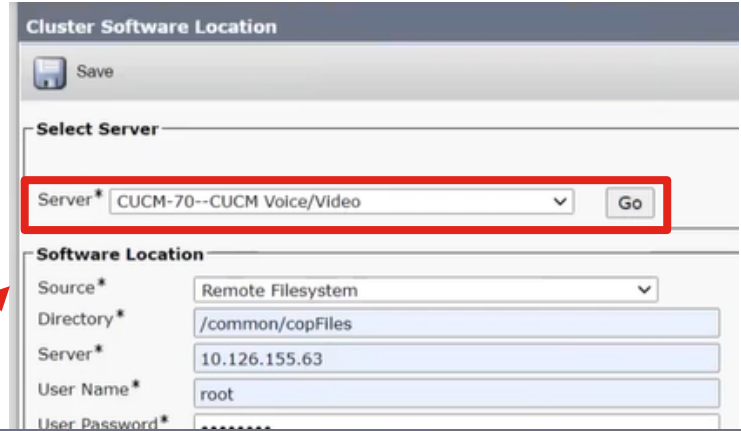 Cluster Software Location
Save
Select Server
Server* CUCM-70--CUCM Voice/Video Go
Software Location
Source* Remote Filesystem
Directory* /common/copFiles
Server* 10.126.155.63
User Name* root
User Password* ••••••••